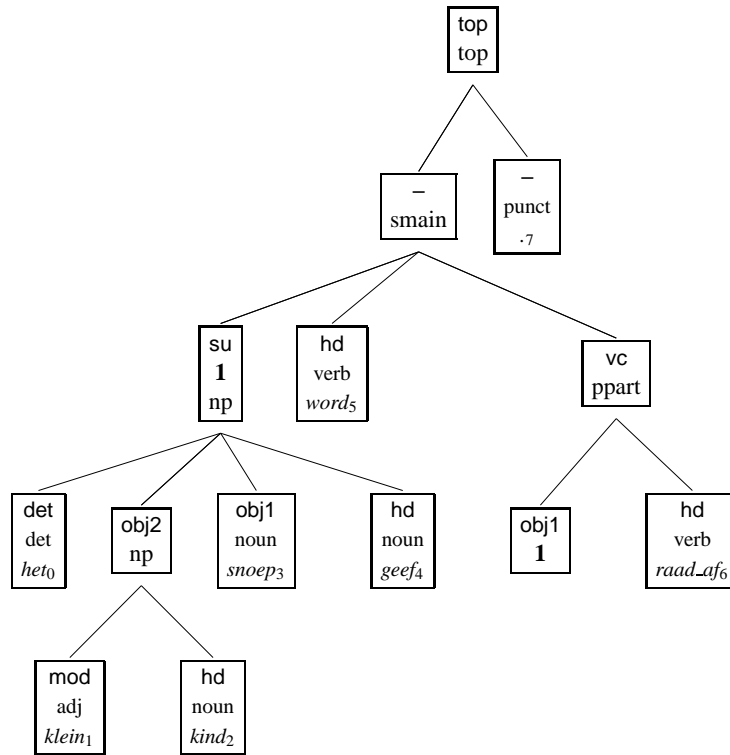 top
top
–
smain
–
punct
.7
su
1
np
hd
verb
word5
vc
ppart
det
det
het0
obj2
np
obj1
noun
snoep3
hd
noun
geef4
obj1
1
hd
verb
raad_af6
mod
adj
klein1
hd
noun
kind2